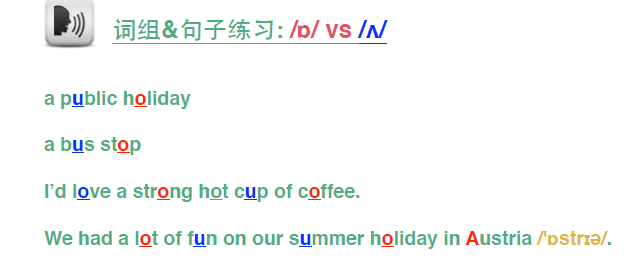 词组&句子练习: /ɒ/ vs /ʌ/
a public holiday
a bus stop
I’d love a strong hot cup of coffee.
We had a lot of fun on our summer holiday in Austria /ˈɒstrɪə/.